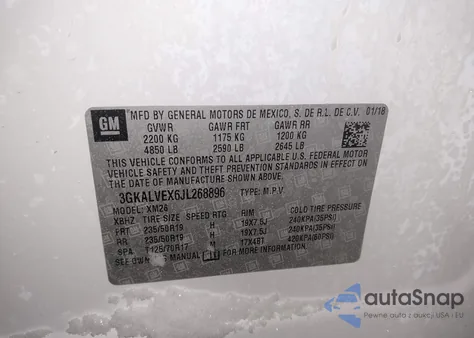 GM
MFD BY GENERAL MOTORS DE MEXICO, S. DE R.L. DE C.V. 01/18
GVWR GAWR FRT GAWR RR
2200 KG 1175 KG 1200 KG
4850 LB 2590 LB 2645 LB
THIS VEHICLE CONFORMS TO ALL APPLICABLE U.S. FEDERAL MOTOR
VEHICLE SAFETY AND THEFT PREVENTION STANDARDS IN EFFECT ON
THE DATE OF MANUFACTURE SHOWN ABOVE.
3GKALVEX6JL268896 TYPE: M.P.V.
MODEL: XM26
XBHZ TIRE SIZE SPEED RTG RIM COLD TIRE PRESSURE
FRT 235/50R19 H 19X7.5J 240KPA(35PSI)
RR 235/50R19 H 19X7.5J 240KPA(35PSI)
SPA T125/70R17 M 17X4BT 420KPA(60PSI)
SEE OWNER MANUAL FOR MORE INFORMATION.
autoSnap
Pewne auta z USA - EU